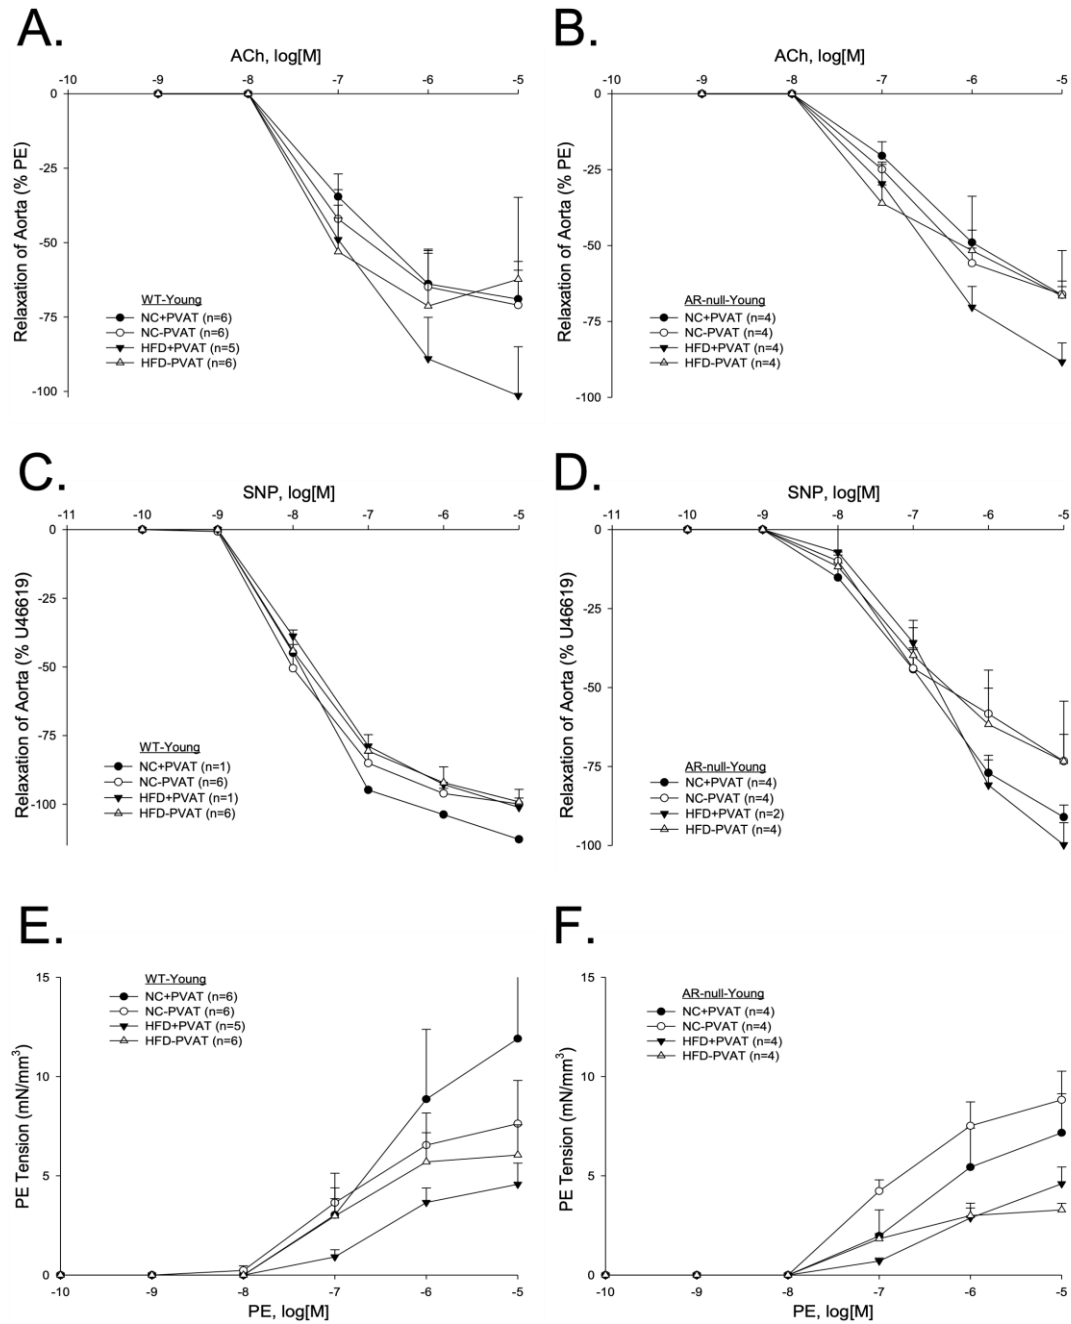 A.
ACh, log[M]
-10 -9 -8 -7 -6 -5
0
-25
-50
-75
-100
Relaxation of Aorta (% PE)
WT-Young
NC+PVAT (n=6)
NC-PVAT (n=6)
HFD+PVAT (n=5)
HFD-PVAT (n=6)
B.
ACh, log[M]
-10 -9 -8 -7 -6 -5
0
-25
-50
-75
-100
Relaxation of Aorta (% PE)
AR-null-Young
NC+PVAT (n=4)
NC-PVAT (n=4)
HFD+PVAT (n=4)
HFD-PVAT (n=4)
C.
SNP, log[M]
-11 -10 -9 -8 -7 -6 -5
0
-25
-50
-75
-100
Relaxation of Aorta (% U46619)
WT-Young
NC+PVAT (n=1)
NC-PVAT (n=6)
HFD+PVAT (n=1)
HFD-PVAT (n=6)
D.
SNP, log[M]
-11 -10 -9 -8 -7 -6 -5
0
-25
-50
-75
-100
Relaxation of Aorta (% U46619)
AR-null-Young
NC+PVAT (n=4)
NC-PVAT (n=4)
HFD+PVAT (n=2)
HFD-PVAT (n=4)
E.
15
10
5
0
PE Tension (mN/mm³)
WT-Young
NC+PVAT (n=6)
NC-PVAT (n=6)
HFD+PVAT (n=5)
HFD-PVAT (n=6)
-10 -9 -8 -7 -6 -5
PE, log[M]
F.
15
10
5
0
PE Tension (mN/mm³)
AR-null-Young
NC+PVAT (n=4)
NC-PVAT (n=4)
HFD+PVAT (n=4)
HFD-PVAT (n=4)
-10 -9 -8 -7 -6 -5
PE, log[M]